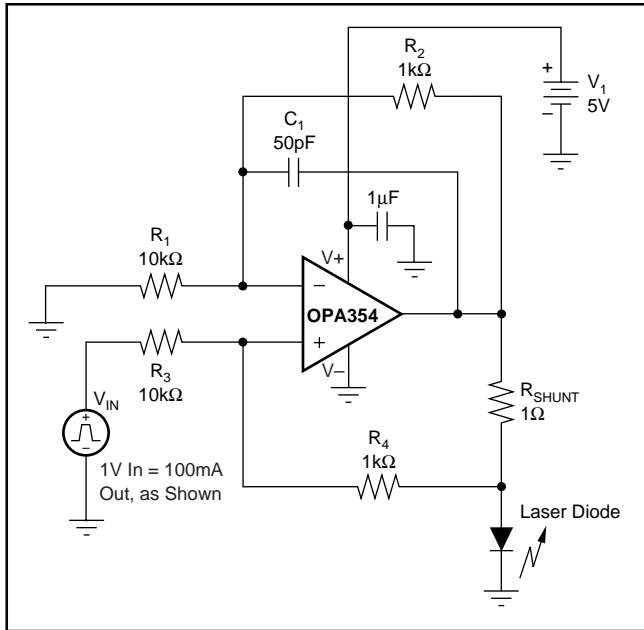 R2
1kΩ
+
V1
5V
−
C1
50pF
1μF
R1
10kΩ
V+
−
OPA354
+
V−
R3
10kΩ
VIN
+
−
RSHUNT
1Ω
R4
1kΩ
1V In = 100mA
Out, as Shown
Laser Diode